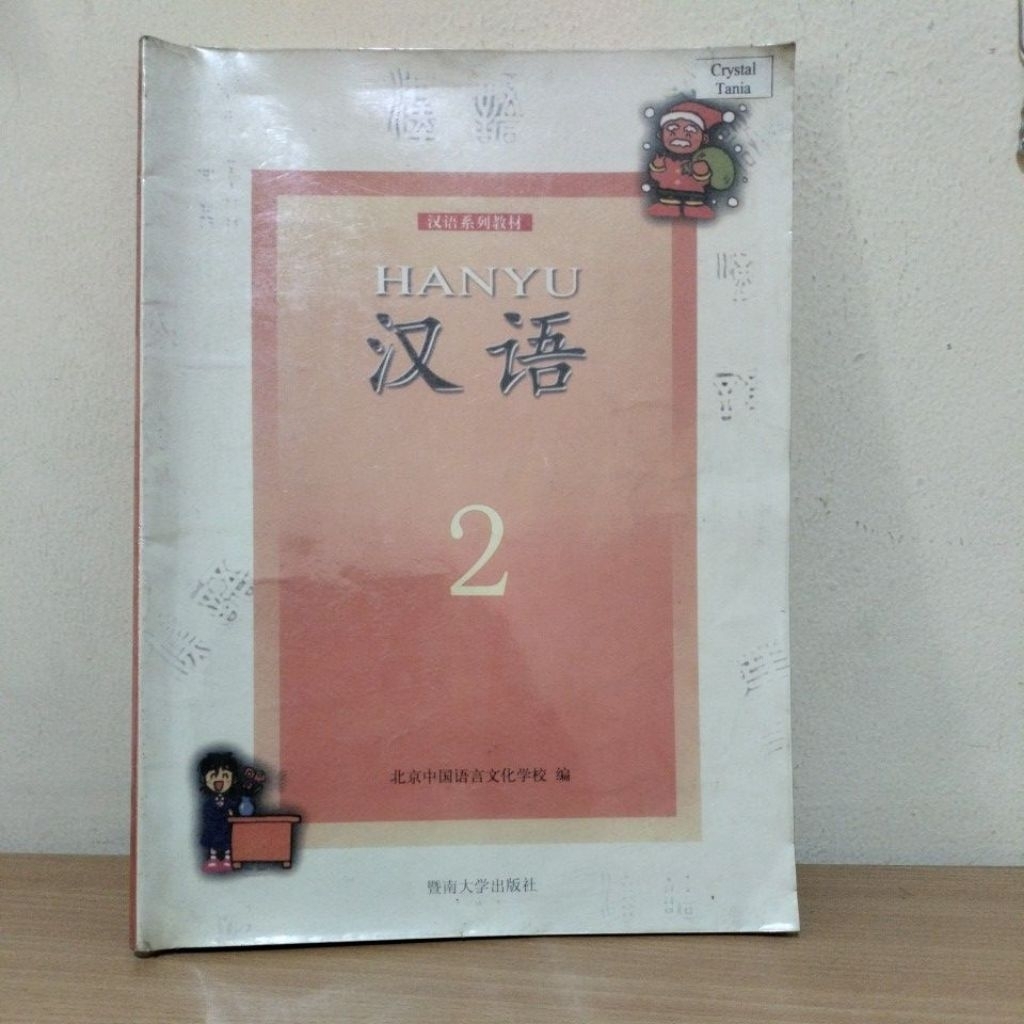 Crystal
Tania
汉语系列教材
HANYU
汉语
2
北京中国语言文化学校 编
暨南大学出版社